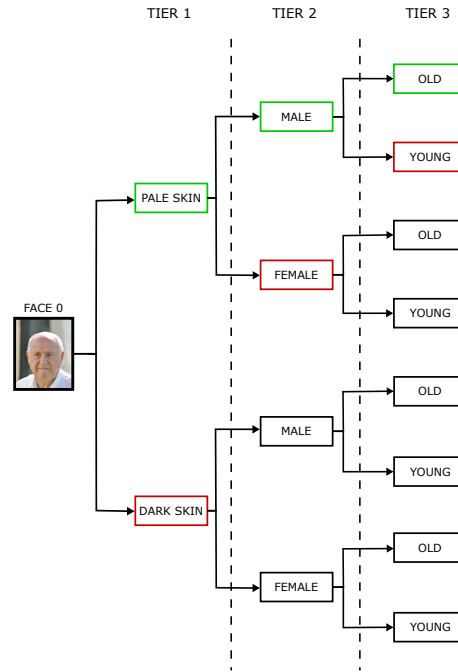 TIER 1 TIER 2 TIER 3
OLD
MALE
YOUNG
PALE SKIN
OLD
FEMALE
YOUNG
FACE 0
OLD
MALE
YOUNG
DARK SKIN
OLD
FEMALE
YOUNG